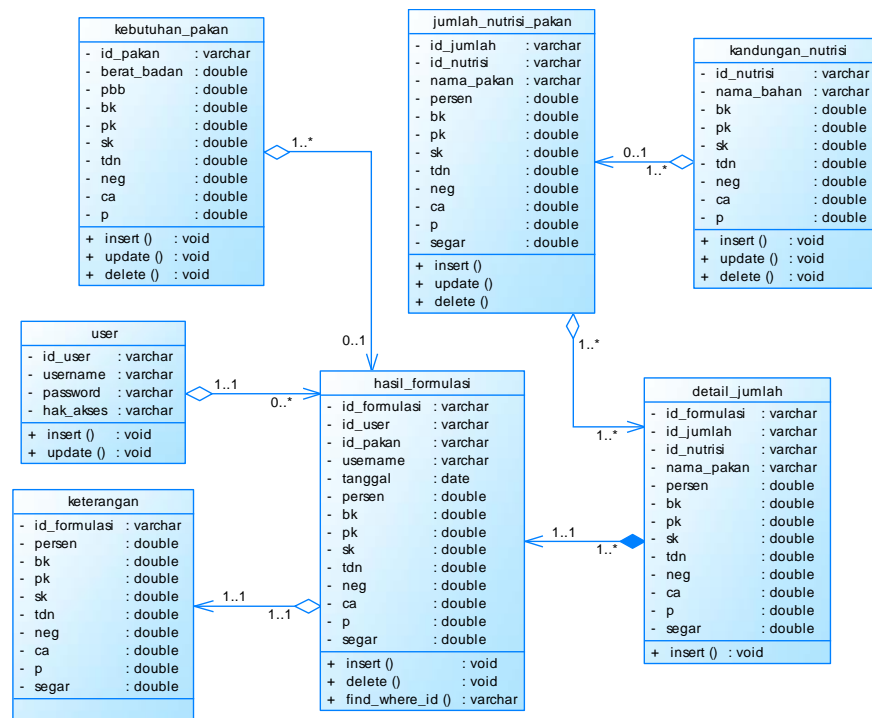 kebutuhan_pakan
- id_pakan : varchar
- berat_badan : double
- pbb : double
- bk : double
- pk : double
- sk : double
- tdn : double
- neg : double
- ca : double
- p : double
+ insert () : void
+ update () : void
+ delete () : void
1..*
0..1
jumlah_nutrisi_pakan
- id_jumlah : varchar
- id_nutrisi : varchar
- nama_pakan : varchar
- persen : double
- bk : double
- pk : double
- sk : double
- tdn : double
- neg : double
- ca : double
- p : double
- segar : double
+ insert ()
+ update ()
+ delete ()
0..1
1..*
kandungan_nutrisi
- id_nutrisi : varchar
- nama_bahan : varchar
- bk : double
- pk : double
- sk : double
- tdn : double
- neg : double
- ca : double
- p : double
+ insert () : void
+ update () : void
+ delete () : void
1..*
1..*
user
- id_user : varchar
- username : varchar
- password : varchar
- hak_akses : varchar
+ insert () : void
+ update () : void
1..1
0..*
hasil_formulasi
- id_formulasi : varchar
- id_user : varchar
- id_pakan : varchar
- username : varchar
- tanggal : date
- persen : double
- bk : double
- pk : double
- sk : double
- tdn : double
- neg : double
- ca : double
- p : double
- segar : double
+ insert () : void
+ delete () : void
+ find_where_id () : varchar
detail_jumlah
- id_formulasi : varchar
- id_jumlah : varchar
- id_nutrisi : varchar
- nama_pakan : varchar
- persen : double
- bk : double
- pk : double
- sk : double
- tdn : double
- neg : double
- ca : double
- p : double
- segar : double
+ insert () : void
1..1
1..*
keterangan
- id_formulasi : varchar
- persen : double
- bk : double
- pk : double
- sk : double
- tdn : double
- neg : double
- ca : double
- p : double
- segar : double
1..1
1..1